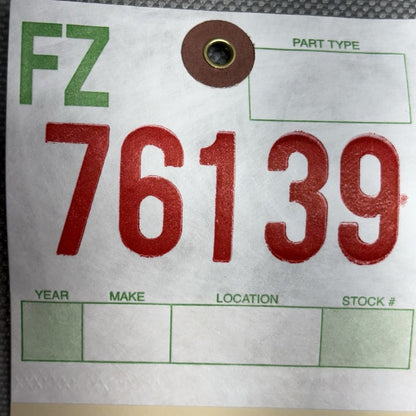 FZ
PART TYPE
76139
YEAR MAKE LOCATION STOCK #